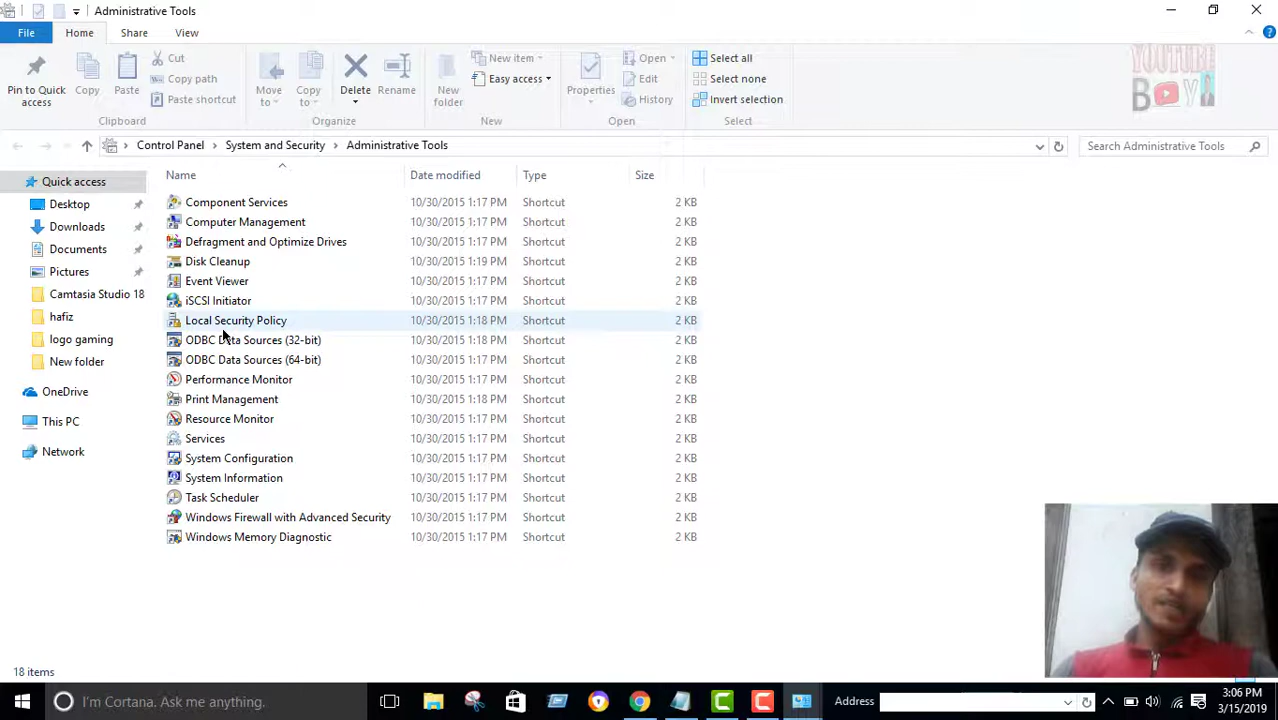 Administrative Tools
File Home Share View
Pin to Quick access
Copy
Paste
Cut
Copy path
Paste shortcut
Clipboard
Move to
Copy to
Delete
Rename
Organize
New folder
New item
Easy access
New
Properties
Open
Edit
History
Open
Select all
Select none
Invert selection
Select
YOUTUBE
BOY
Control Panel > System and Security > Administrative Tools
Search Administrative Tools
Quick access
Desktop
Downloads
Documents
Pictures
Camtasia Studio 18
hafiz
logo gaming
New folder
OneDrive
This PC
Network
Name Date modified Type Size
Component Services 10/30/2015 1:17 PM Shortcut 2 KB
Computer Management 10/30/2015 1:17 PM Shortcut 2 KB
Defragment and Optimize Drives 10/30/2015 1:17 PM Shortcut 2 KB
Disk Cleanup 10/30/2015 1:19 PM Shortcut 2 KB
Event Viewer 10/30/2015 1:17 PM Shortcut 2 KB
iSCSI Initiator 10/30/2015 1:17 PM Shortcut 2 KB
Local Security Policy 10/30/2015 1:18 PM Shortcut 2 KB
ODBC Data Sources (32-bit) 10/30/2015 1:18 PM Shortcut 2 KB
ODBC Data Sources (64-bit) 10/30/2015 1:17 PM Shortcut 2 KB
Performance Monitor 10/30/2015 1:17 PM Shortcut 2 KB
Print Management 10/30/2015 1:18 PM Shortcut 2 KB
Resource Monitor 10/30/2015 1:17 PM Shortcut 2 KB
Services 10/30/2015 1:17 PM Shortcut 2 KB
System Configuration 10/30/2015 1:17 PM Shortcut 2 KB
System Information 10/30/2015 1:17 PM Shortcut 2 KB
Task Scheduler 10/30/2015 1:17 PM Shortcut 2 KB
Windows Firewall with Advanced Security 10/30/2015 1:17 PM Shortcut 2 KB
Windows Memory Diagnostic 10/30/2015 1:17 PM Shortcut 2 KB
18 items
I'm Cortana. Ask me anything.
Address
3:06 PM
3/15/2019